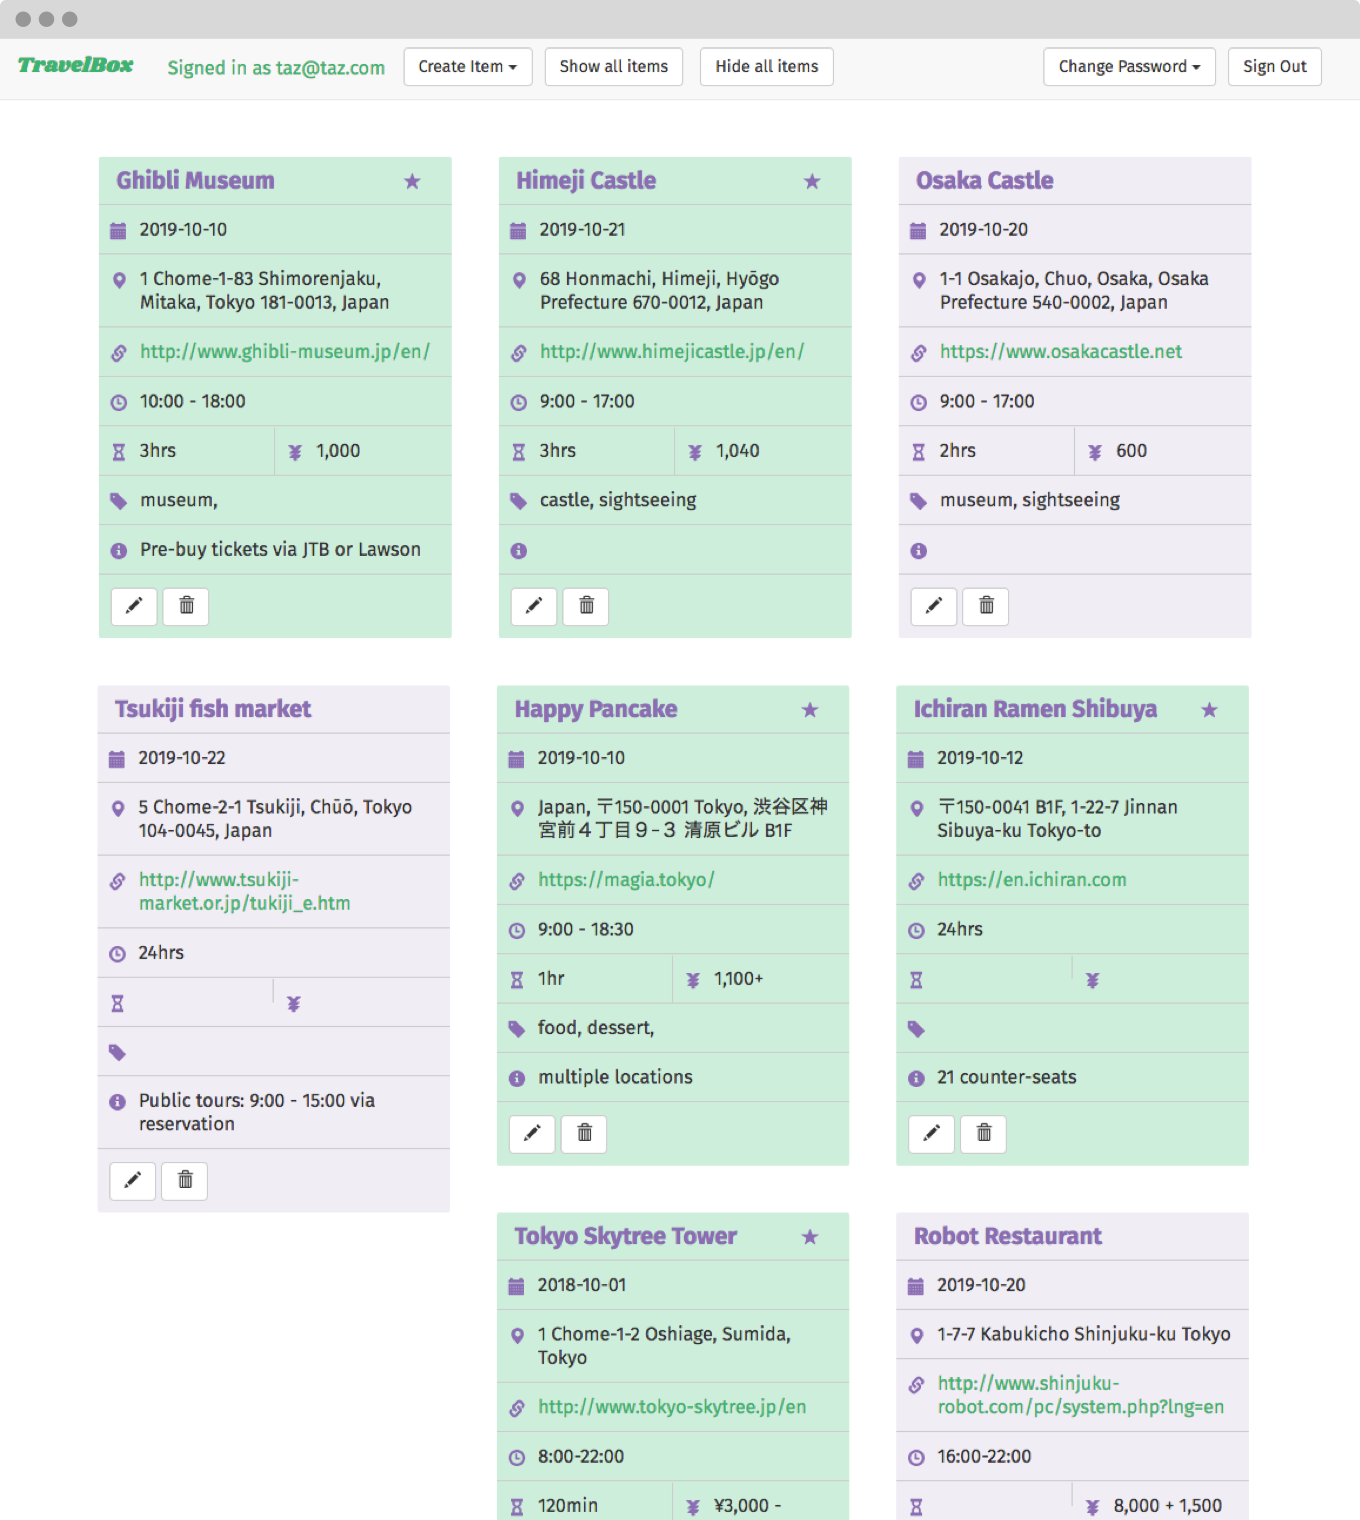 TravelBox
Signed in as taz@taz.com
Create Item
Show all items
Hide all items
Change Password
Sign Out
Ghibli Museum
2019-10-10
1 Chome-1-83 Shimorenjaku,
Mitaka, Tokyo 181-0013, Japan
http://www.ghibli-museum.jp/en/
10:00 - 18:00
3hrs
¥ 1,000
museum,
Pre-buy tickets via JTB or Lawson
Himeji Castle
2019-10-21
68 Honmachi, Himeji, Hyōgo
Prefecture 670-0012, Japan
http://www.himejicastle.jp/en/
9:00 - 17:00
3hrs
¥ 1,040
castle, sightseeing
Osaka Castle
2019-10-20
1-1 Osakajo, Chuo, Osaka, Osaka
Prefecture 540-0002, Japan
https://www.osakacastle.net
9:00 - 17:00
2hrs
¥ 600
museum, sightseeing
Tsukiji fish market
2019-10-22
5 Chome-2-1 Tsukiji, Chūō, Tokyo
104-0045, Japan
http://www.tsukiji-
market.or.jp/tukiji_e.htm
24hrs
¥
Public tours: 9:00 - 15:00 via
reservation
Happy Pancake
2019-10-10
Japan, 〒150-0001 Tokyo, 渋谷区神
宮前４丁目９−３ 清原ビル B1F
https://magia.tokyo/
9:00 - 18:30
1hr
¥ 1,100+
food, dessert,
multiple locations
Ichiran Ramen Shibuya
2019-10-12
〒150-0041 B1F, 1-22-7 Jinnan
Sibuya-ku Tokyo-to
https://en.ichiran.com
24hrs
¥
21 counter-seats
Tokyo Skytree Tower
2018-10-01
1 Chome-1-2 Oshiage, Sumida,
Tokyo
http://www.tokyo-skytree.jp/en
8:00-22:00
120min
¥ ¥3,000 -
Robot Restaurant
2019-10-20
1-7-7 Kabukicho Shinjuku-ku Tokyo
http://www.shinjuku-
robot.com/pc/system.php?lng=en
16:00-22:00
¥ 8,000 + 1,500